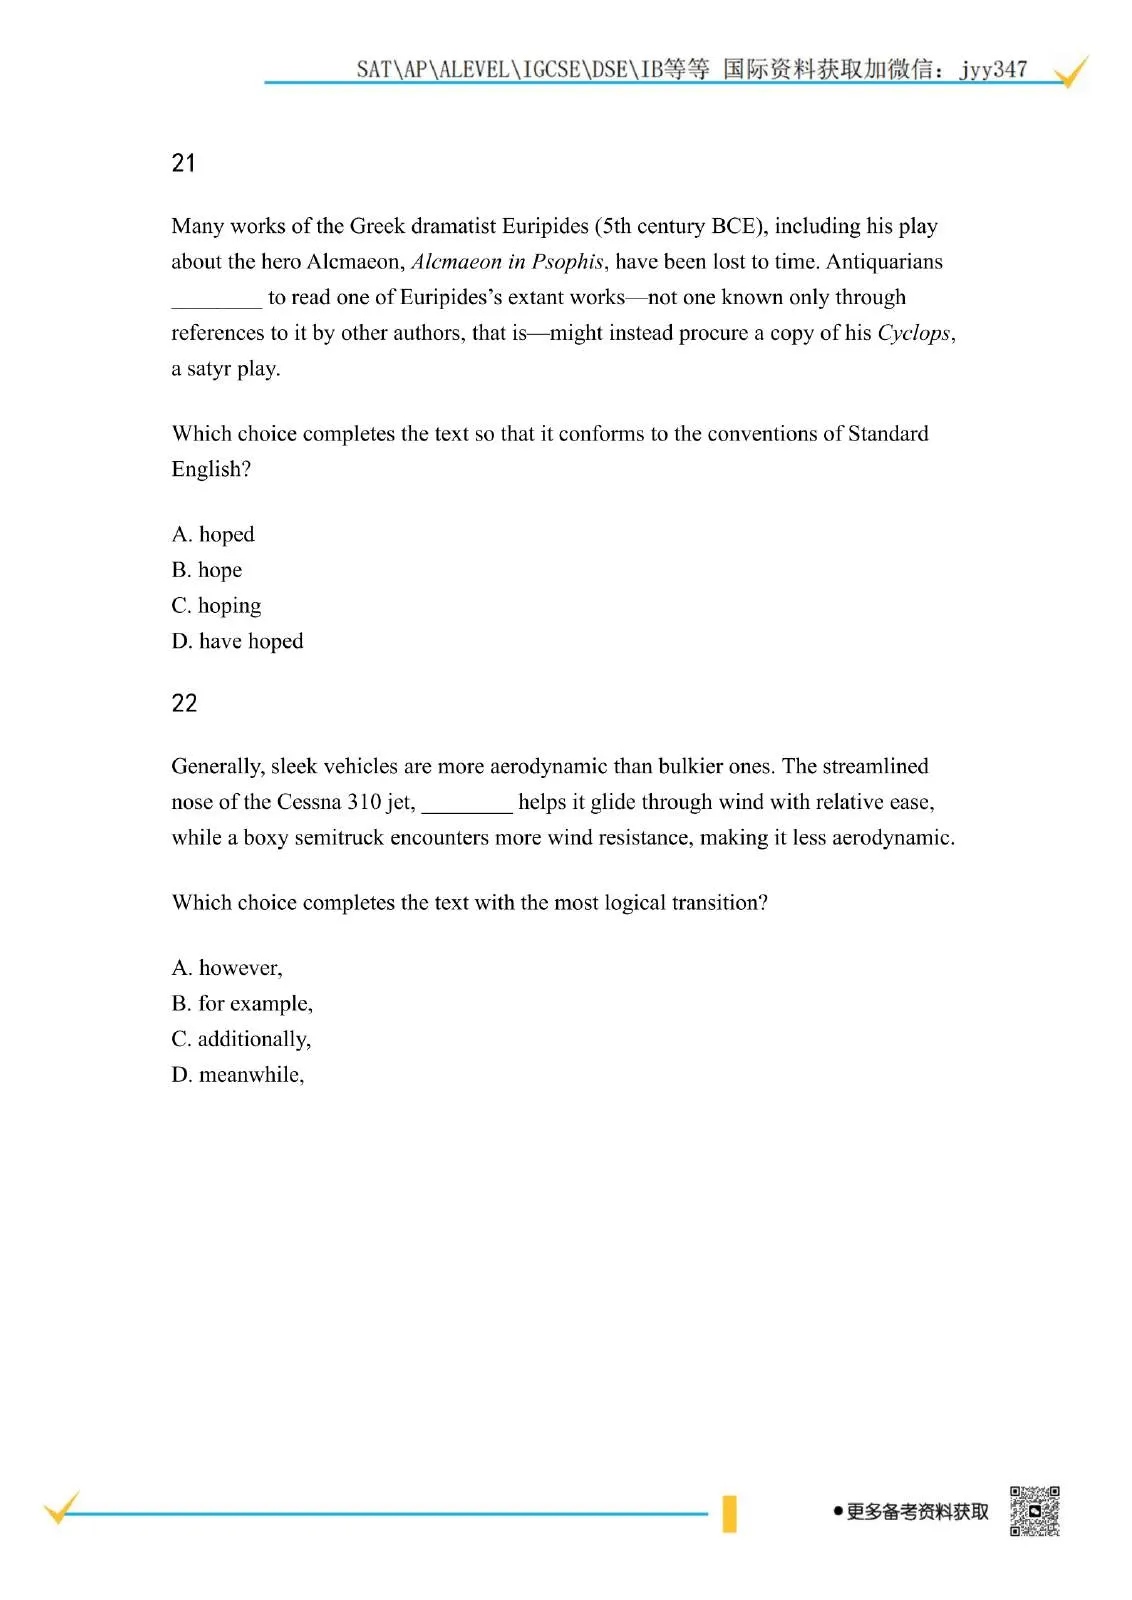 SAT\AP\ALEVEL\IGCSE\DSE\IB等等 国际资料获取加微信：jyy347
21
Many works of the Greek dramatist Euripides (5th century BCE), including his play
about the hero Alcmaeon, Alcmaeon in Psophis, have been lost to time. Antiquarians
________ to read one of Euripides’s extant works—not one known only through
references to it by other authors, that is—might instead procure a copy of his Cyclops,
a satyr play.
Which choice completes the text so that it conforms to the conventions of Standard
English?
A. hoped
B. hope
C. hoping
D. have hoped
22
Generally, sleek vehicles are more aerodynamic than bulkier ones. The streamlined
nose of the Cessna 310 jet, ________ helps it glide through wind with relative ease,
while a boxy semitruck encounters more wind resistance, making it less aerodynamic.
Which choice completes the text with the most logical transition?
A. however,
B. for example,
C. additionally,
D. meanwhile,
●更多备考资料获取